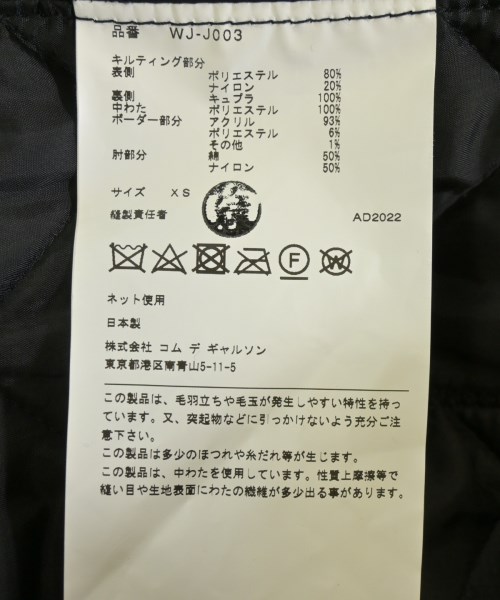 品番 WJ-J003
キルティング部分
表側 ポリエステル 80%
ナイロン 20%
裏側 キュプラ 100%
中わた ポリエステル 100%
ボーダー部分 アクリル 93%
ポリエステル 6%
その他 1%
肘部分 綿 50%
ナイロン 50%
サイズ XS
縫製責任者 AD2022
F W
ネット使用
日本製
株式会社 コム デ ギャルソン
東京都港区南青山5-11-5
この製品は、毛羽立ちや毛玉が発生しやすい特性を持っ
ています。又、突起物などに引っかけないよう充分ご注
意下さい。
この製品は多少のほつれや糸だれ等が生じます。
この製品は、中わたを使用しています。性質上摩擦等で
縫い目や生地表面にわたの繊維が多少出る事があります。